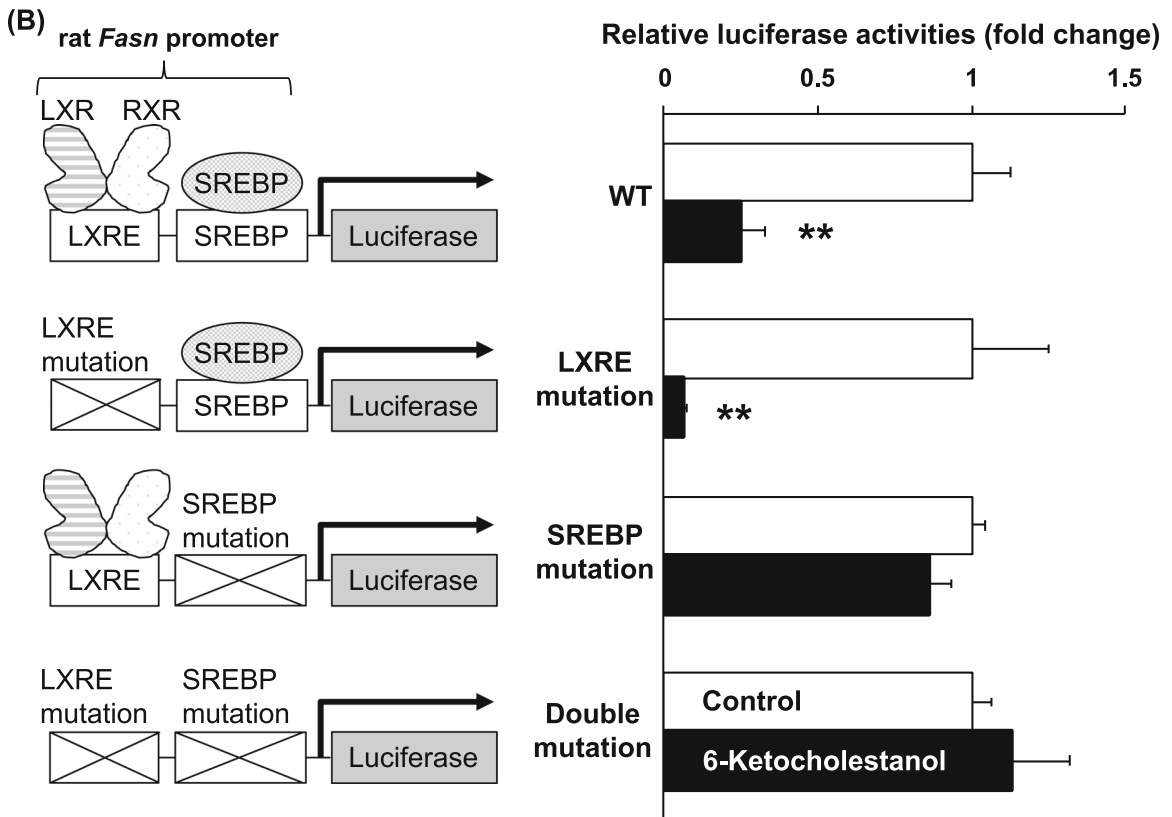 (B)
rat Fasn promoter
LXR RXR
SREBP
LXRE SREBP Luciferase
LXRE
mutation
SREBP
SREBP Luciferase
SREBP
mutation
LXRE Luciferase
LXRE SREBP
mutation mutation
Luciferase
Relative luciferase activities (fold change)
0 0.5 1 1.5
WT
**
LXRE
mutation
**
SREBP
mutation
Double
mutation
Control
6-Ketocholestanol